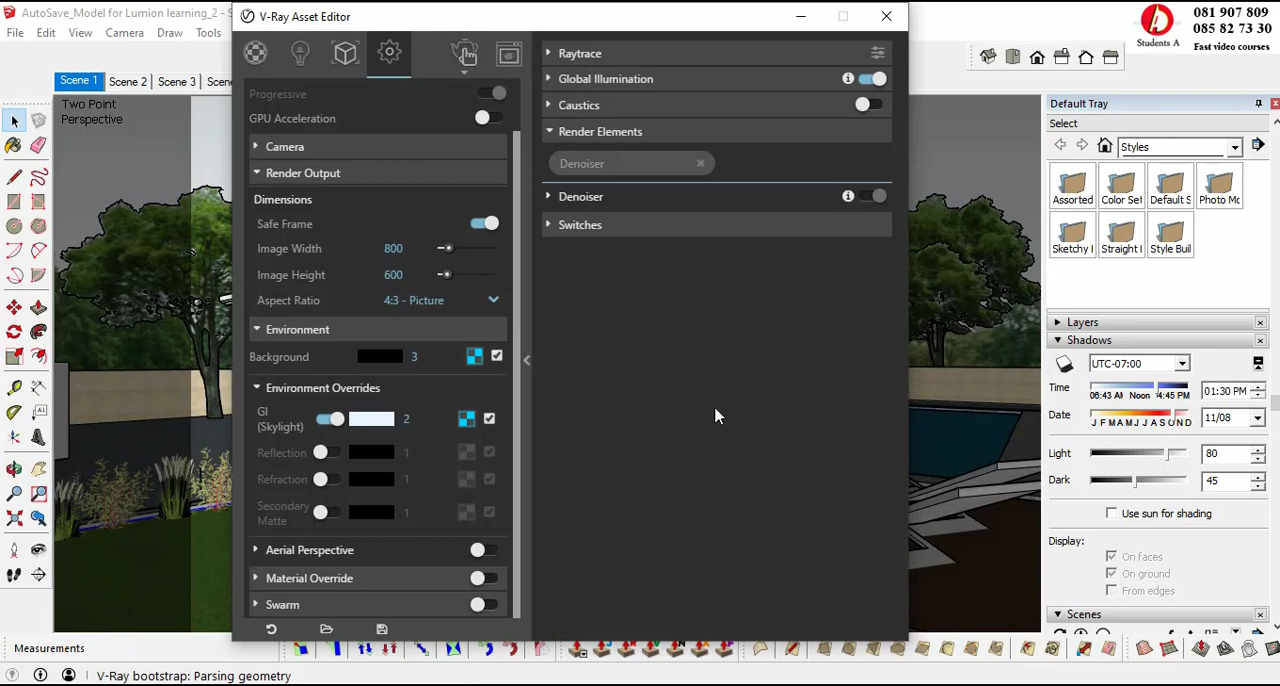 AutoSave_Model for Lumion learning_2 - S
V-Ray Asset Editor
081 907 809
085 82 73 30
Students A
Fast video courses
File Edit View Camera Draw Tools
Scene 1 Scene 2 Scene 3 Scene
Two Point
Perspective
Progressive
GPU Acceleration
Camera
Render Output
Dimensions
Safe Frame
Image Width 800
Image Height 600
Aspect Ratio 4:3 - Picture
Environment
Background 3
Environment Overrides
GI
(Skylight) 2
Reflection 1
Refraction 1
Secondary
Matte 1
Aerial Perspective
Material Override
Swarm
Raytrace
Global Illumination
Caustics
Render Elements
Denoiser
Denoiser
Switches
Default Tray
Select
Styles
Assorted Color Set Default S Photo Mo
Sketchy Straight Style Buil
Layers
Shadows
UTC-07:00
Time 06:43 AM Noon 4:45 PM 01:30 PM
Date J F M A M J J A S O N D 11/08
Light 80
Dark 45
Use sun for shading
Display:
On faces
On ground
From edges
Scenes
Measurements
V-Ray bootstrap: Parsing geometry